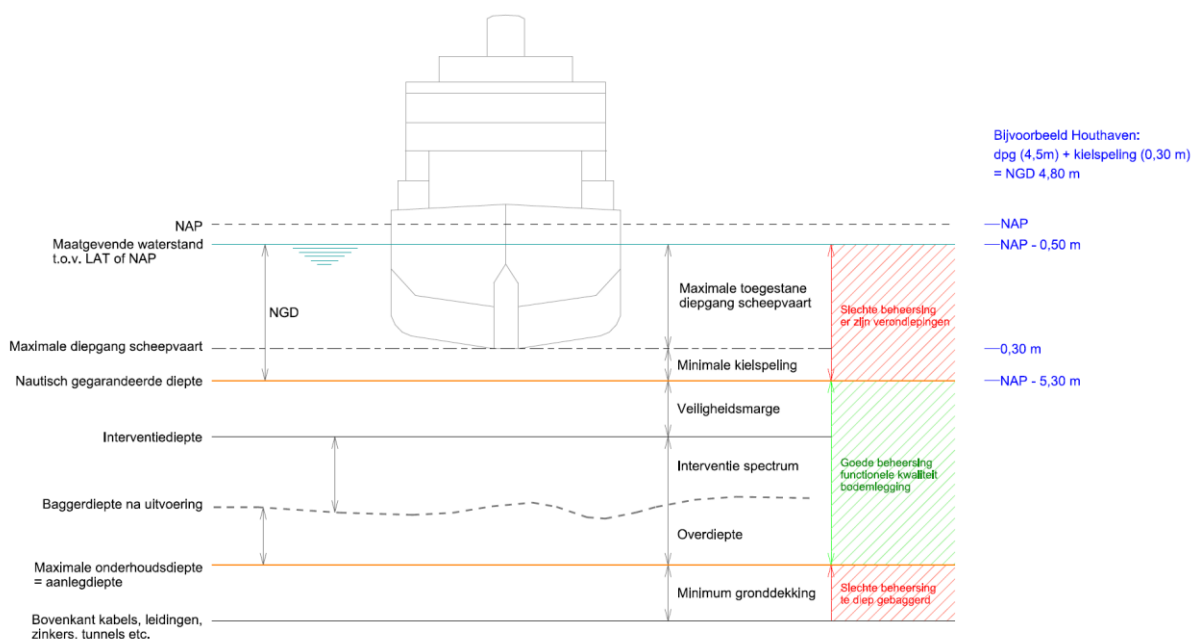 Bijvoorbeeld Houthaven:
dpg (4,5m) + kielspeling (0,30 m)
= NGD 4,80 m
NAP
NAP
Maatgevende waterstand
t.o.v. LAT of NAP
NAP - 0,50 m
Maximale toegestane
diepgang scheepvaart
NGD
Slechte beheersing
er zijn verondiepingen
Maximale diepgang scheepvaart
0,30 m
Minimale kielspeling
Nautisch gegarandeerde diepte
NAP - 5,30 m
Veiligheidsmarge
Interventiediepte
Interventie spectrum
Goede beheersing
functionele kwaliteit
bodemlegging
Baggerdiepte na uitvoering
Overdiepte
Maximale onderhoudsdiepte
= aanlegdiepte
Minimum gronddekking
Slechte beheersing
te diep gebaggerd
Bovenkant kabels, leidingen,
zinkers, tunnels etc.